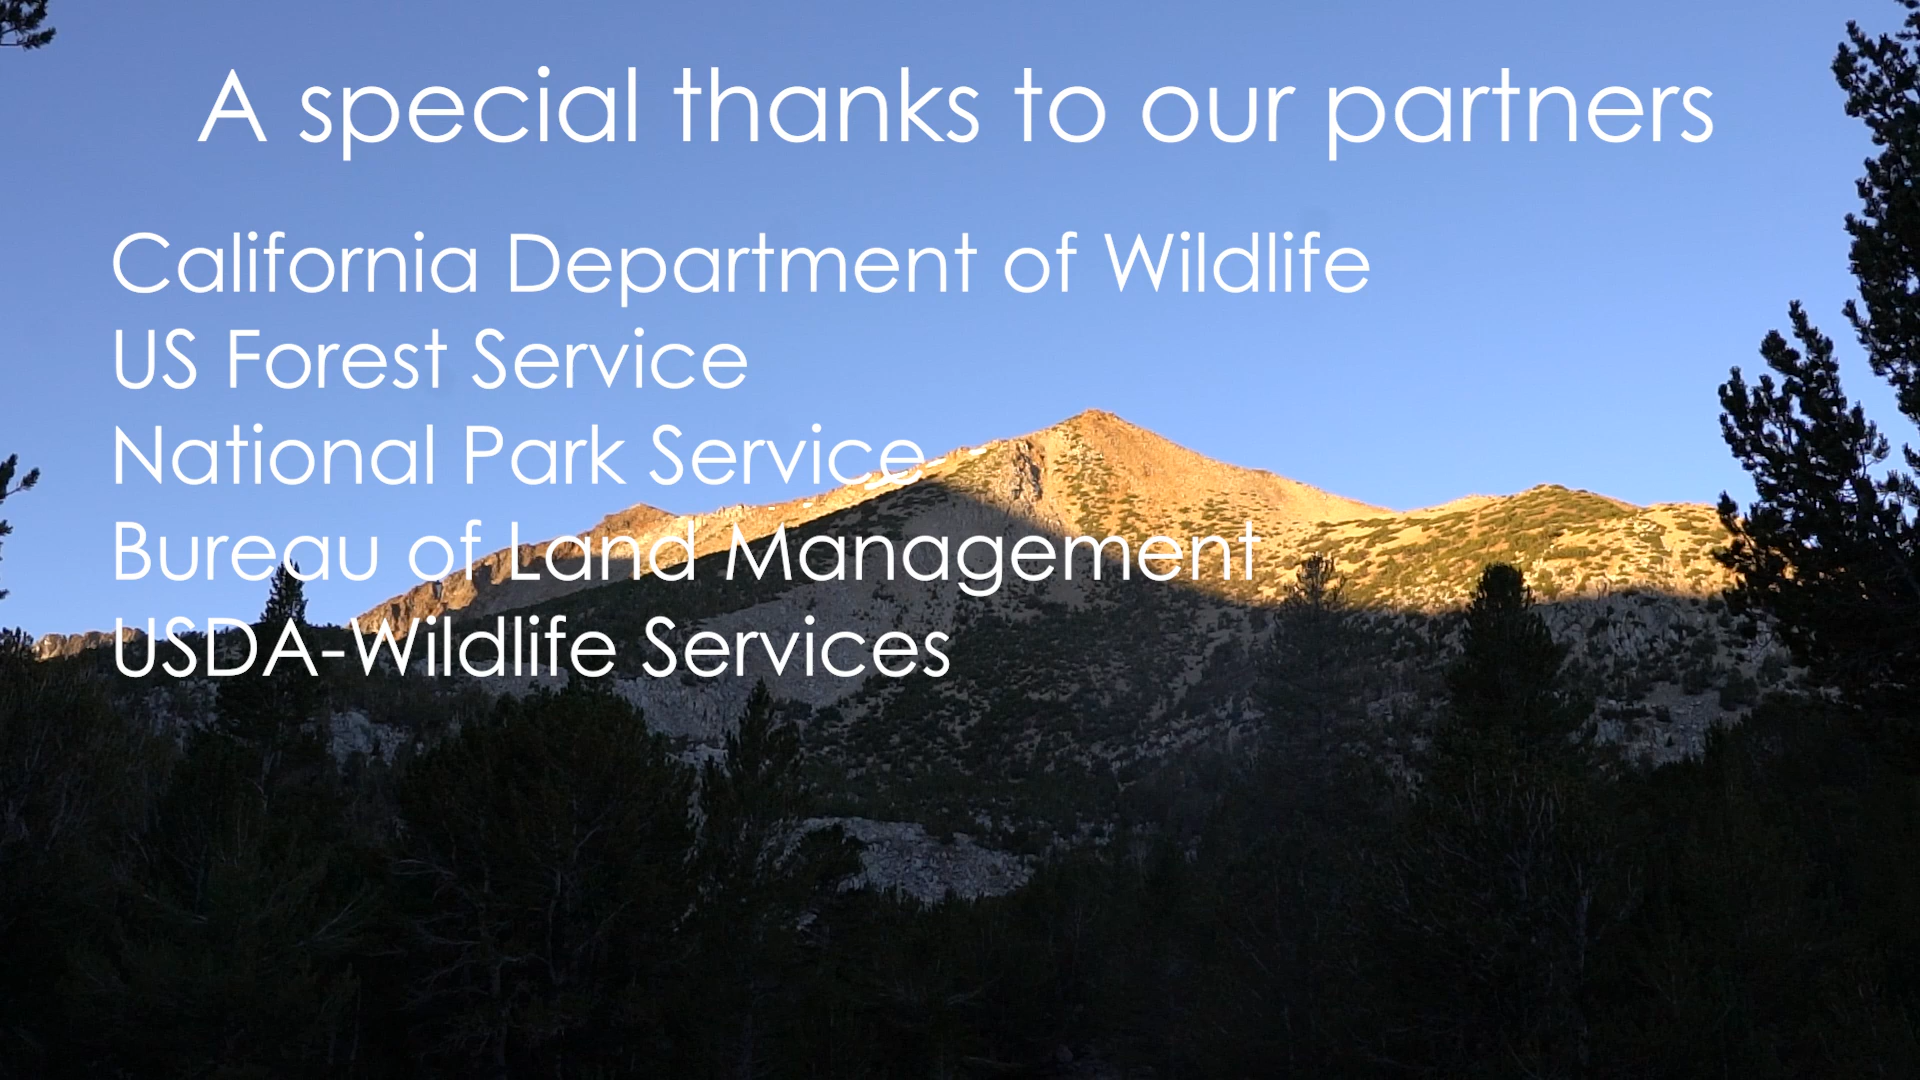 A special thanks to our partners
California Department of Wildlife
US Forest Service
National Park Service
Bureau of Land Management
USDA-Wildlife Services